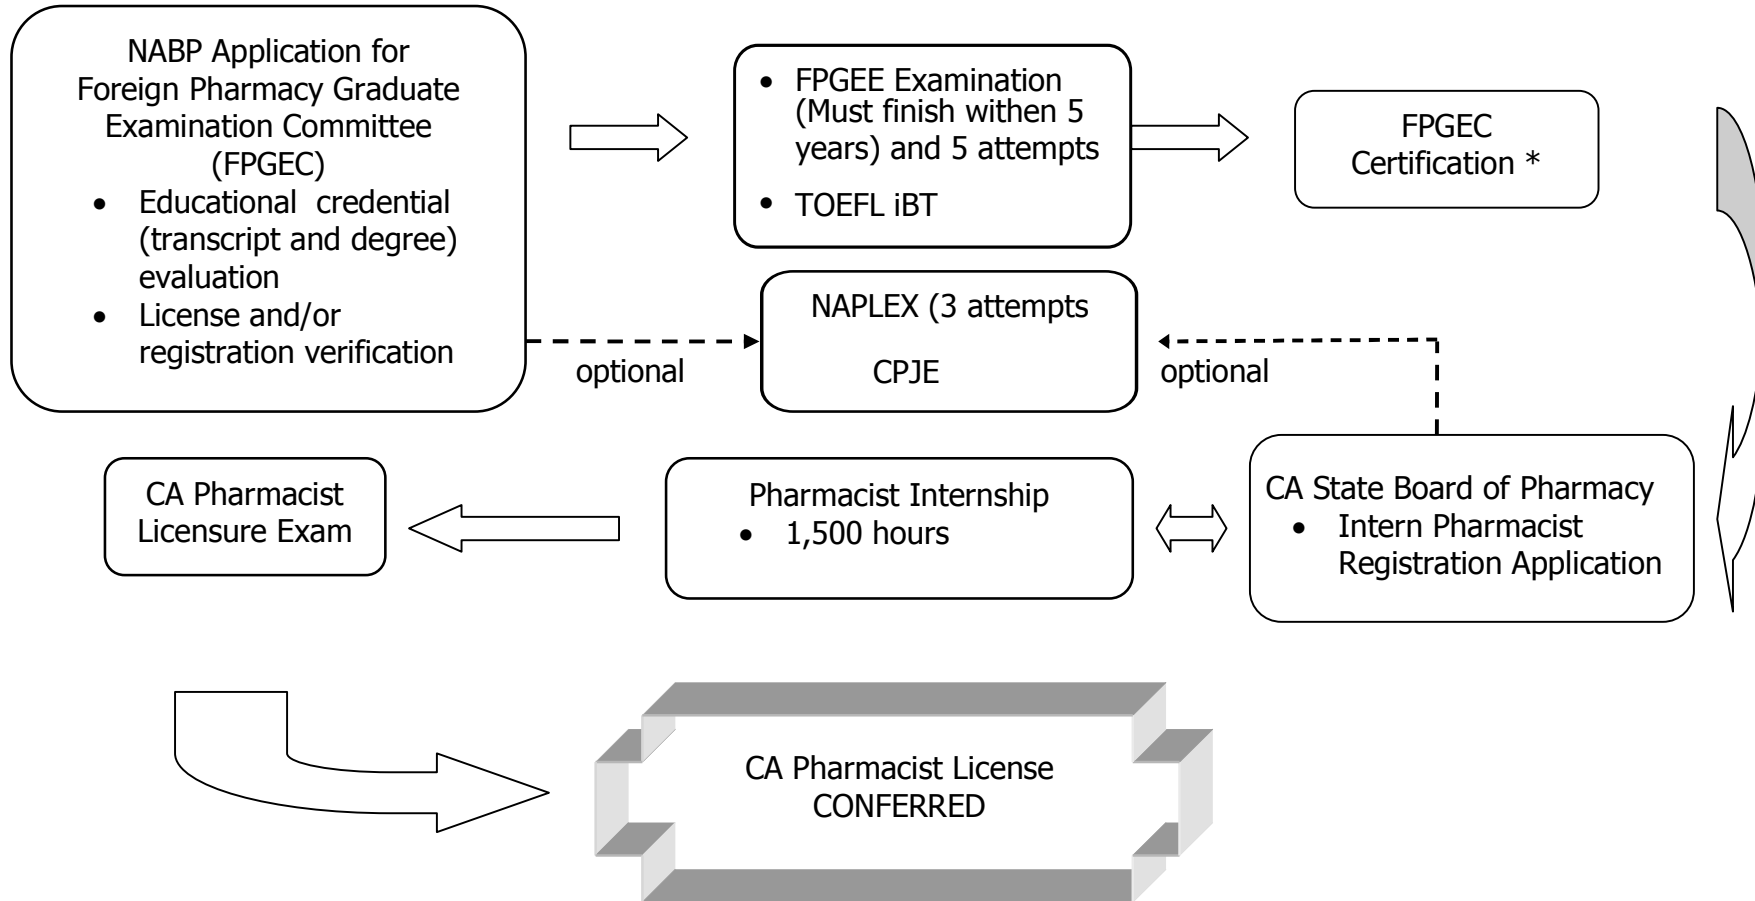 NABP Application for
Foreign Pharmacy Graduate
Examination Committee
(FPGEC)
• Educational credential
(transcript and degree)
evaluation
• License and/or
registration verification
• FPGEE Examination
(Must finish withen 5
years) and 5 attempts
• TOEFL iBT
FPGEC
Certification *
optional
NAPLEX (3 attempts
CPJE
optional
CA State Board of Pharmacy
• Intern Pharmacist
Registration Application
Pharmacist Internship
• 1,500 hours
CA Pharmacist
Licensure Exam
CA Pharmacist License
CONFERRED